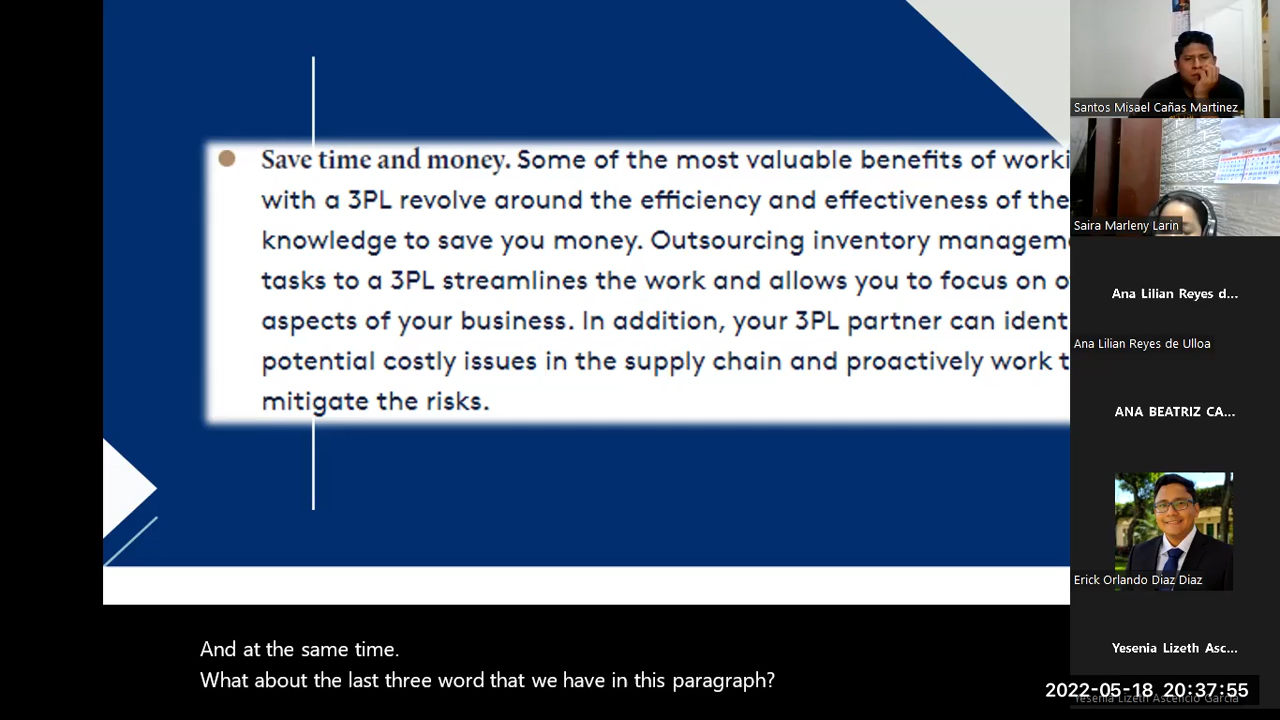 Save time and money. Some of the most valuable benefits of
with a 3PL revolve around the efficiency and effectiveness of the
knowledge to save you money. Outsourcing inventory
tasks to a 3PL streamlines the work and allows you to focus on
aspects of your business. In addition, your 3PL partner can
potential costly issues in the supply chain and proactively work
mitigate the risks.
And at the same time.
What about the last three word that we have in this paragraph?
Santos Misael Cañas Martinez
Saira Marleny Larin
Ana Lilian Reyes d...
Ana Lilian Reyes de Ulloa
ANA BEATRIZ CA...
Erick Orlando Diaz Diaz
Yesenia Lizeth Asc...
Yesenia Lizeth Ascencio Garcia
2022-05-18 20:37:55